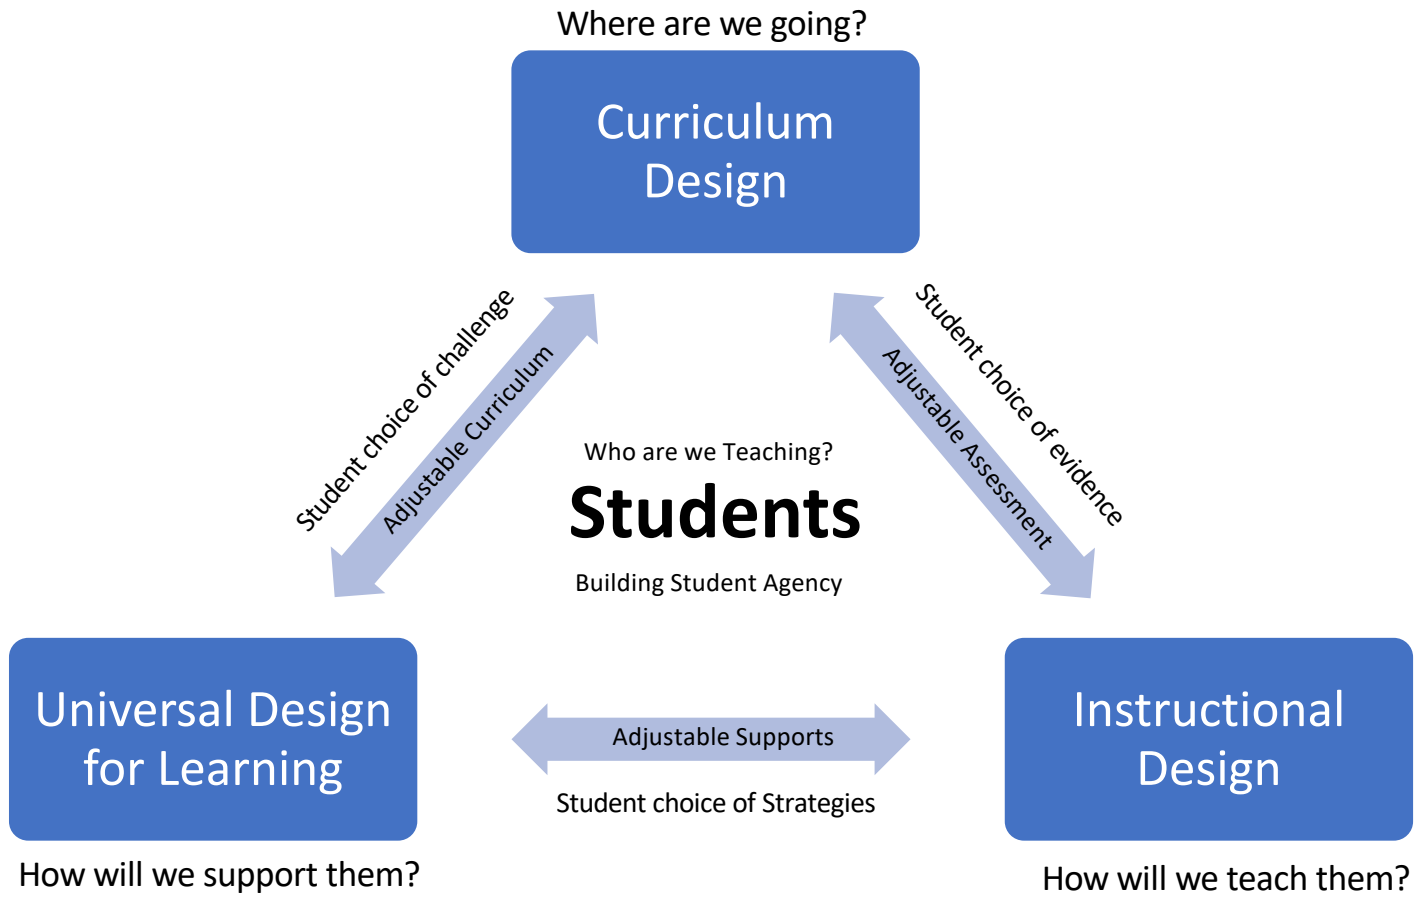 Where are we going?
Curriculum
Design
Student choice of challenge
Adjustable Curriculum
Adjustable Assessment
Student choice of evidence
Who are we Teaching?
Students
Building Student Agency
Universal Design
for Learning
Adjustable Supports
Student choice of Strategies
Instructional
Design
How will we support them?
How will we teach them?